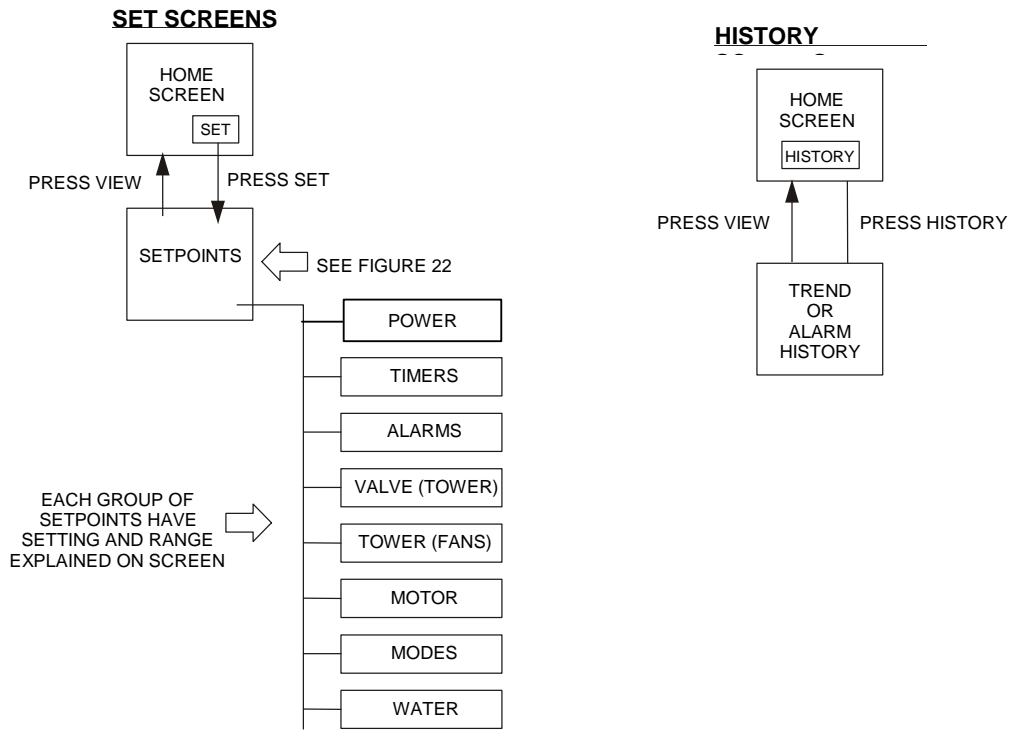 SET SCREENS
HOME
SCREEN
SET
PRESS VIEW
PRESS SET
SETPOINTS
SEE FIGURE 22
POWER
TIMERS
ALARMS
VALVE (TOWER)
TOWER (FANS)
MOTOR
MODES
WATER
EACH GROUP OF
SETPOINTS HAVE
SETTING AND RANGE
EXPLAINED ON SCREEN
HISTORY
HOME
SCREEN
HISTORY
PRESS VIEW
PRESS HISTORY
TREND
OR
ALARM
HISTORY